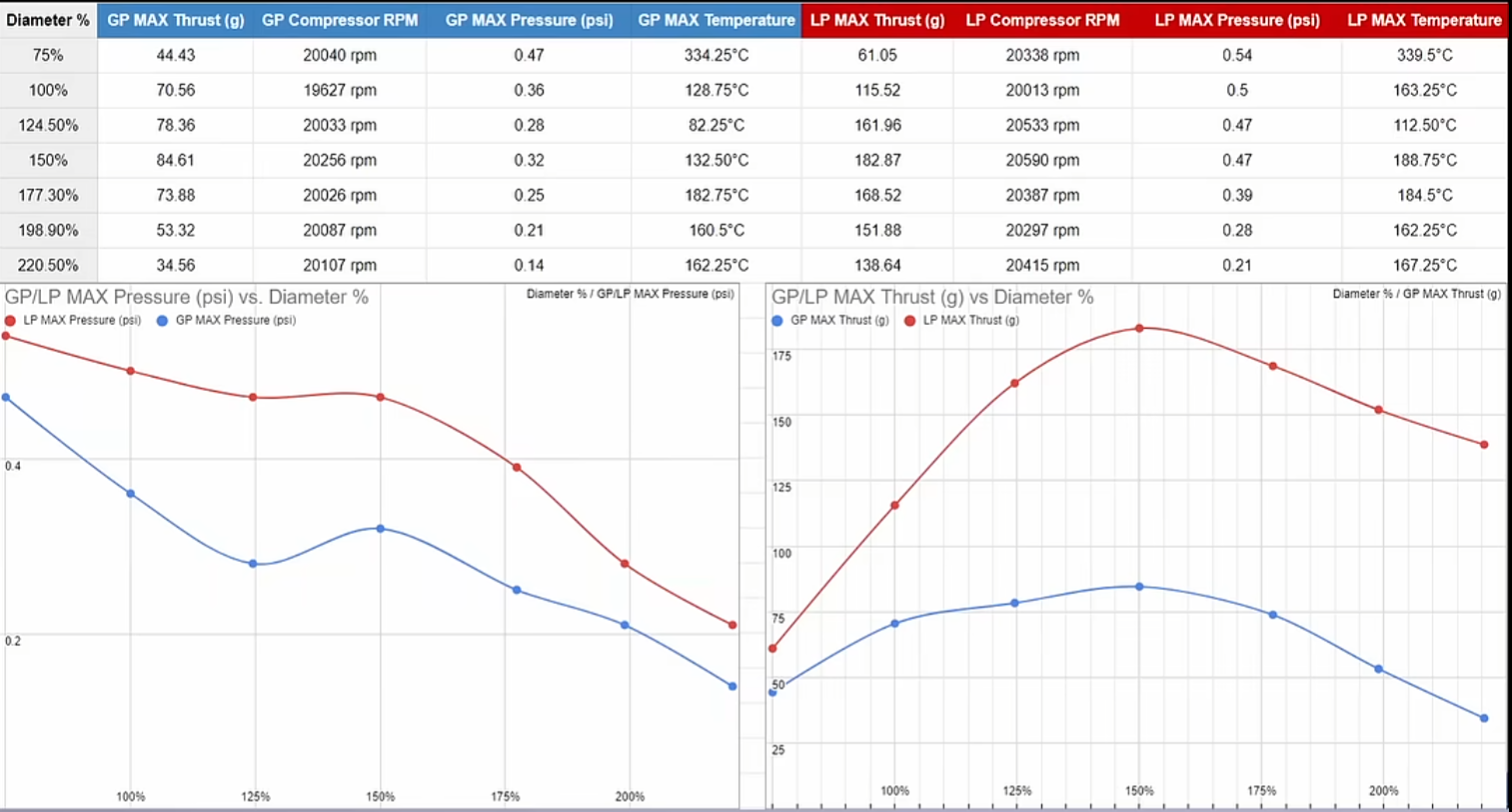 Diameter % GP MAX Thrust (g) GP Compressor RPM GP MAX Pressure (psi) GP MAX Temperature LP MAX Thrust (g) LP Compressor RPM LP MAX Pressure (psi) LP MAX Temperature
75% 44.43 20040 rpm 0.47 334.25°C 61.05 20338 rpm 0.54 339.5°C
100% 70.56 19627 rpm 0.36 128.75°C 115.52 20013 rpm 0.5 163.25°C
124.50% 78.36 20033 rpm 0.28 82.25°C 161.96 20533 rpm 0.47 112.50°C
150% 84.61 20256 rpm 0.32 132.50°C 182.87 20590 rpm 0.47 188.75°C
177.30% 73.88 20026 rpm 0.25 182.75°C 168.52 20387 rpm 0.39 184.5°C
198.90% 53.32 20087 rpm 0.21 160.5°C 151.88 20297 rpm 0.28 162.25°C
220.50% 34.56 20107 rpm 0.14 162.25°C 138.64 20415 rpm 0.21 167.25°C
GP/LP MAX Pressure (psi) vs. Diameter %
Diameter % / GP/LP MAX Pressure (psi)
LP MAX Pressure (psi) GP MAX Pressure (psi)
0.4
0.2
100% 125% 150% 175% 200%
GP/LP MAX Thrust (g) vs Diameter %
Diameter % / GP MAX Thrust (g)
GP MAX Thrust (g) LP MAX Thrust (g)
175
150
125
100
75
50
25
100% 125% 150% 175% 200%